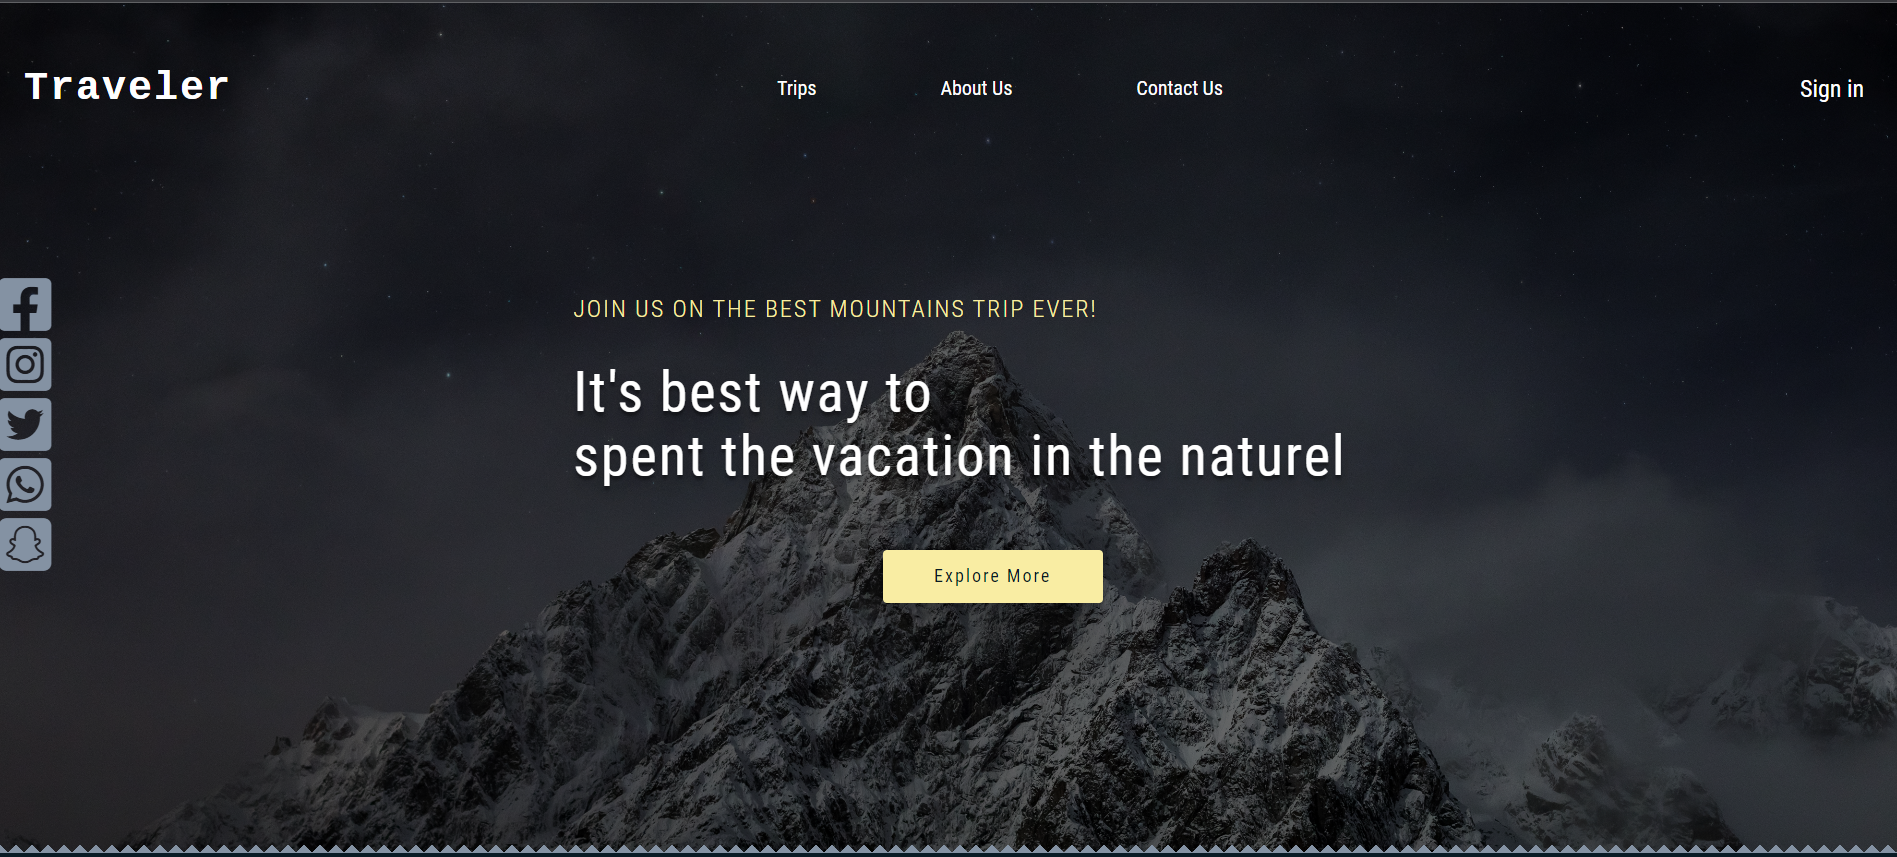 Traveler
Trips
About Us
Contact Us
Sign in
JOIN US ON THE BEST MOUNTAINS TRIP EVER!
It's best way to
spent the vacation in the naturel
Explore More